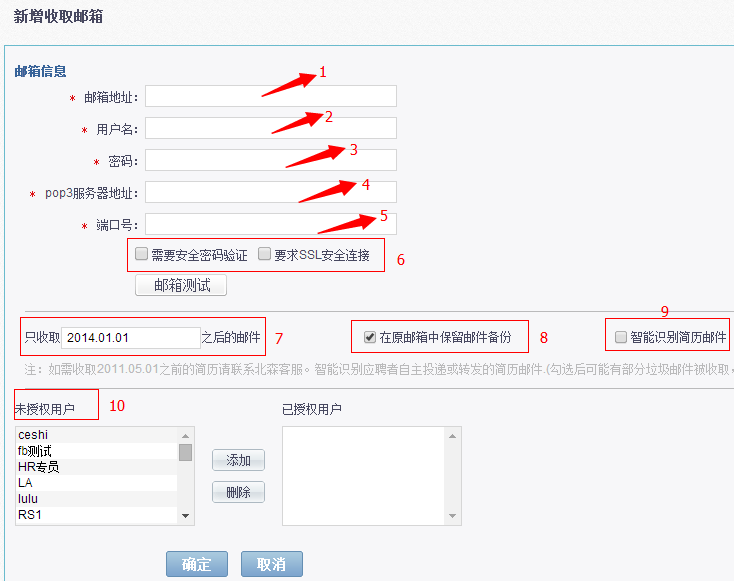 新增收取邮箱
邮箱信息
1
* 邮箱地址：
2
* 用户名：
3
* 密码：
4
* pop3服务器地址：
5
* 端口号：
需要安全密码验证 要求SSL安全连接 6
邮箱测试
9
只收取 2014.01.01 之后的邮件 7 在原邮箱中保留邮件备份 8 智能识别简历邮件
注：如需收取2011.05.01之前的简历请联系北森客服。智能识别应聘者自主投递或转发的简历邮件.(勾选后可能有部分垃圾邮件被收取，
未授权用户 10 已授权用户
ceshi
fb测试
HR专员 添加
LA
lulu 删除
RS1
确定 取消